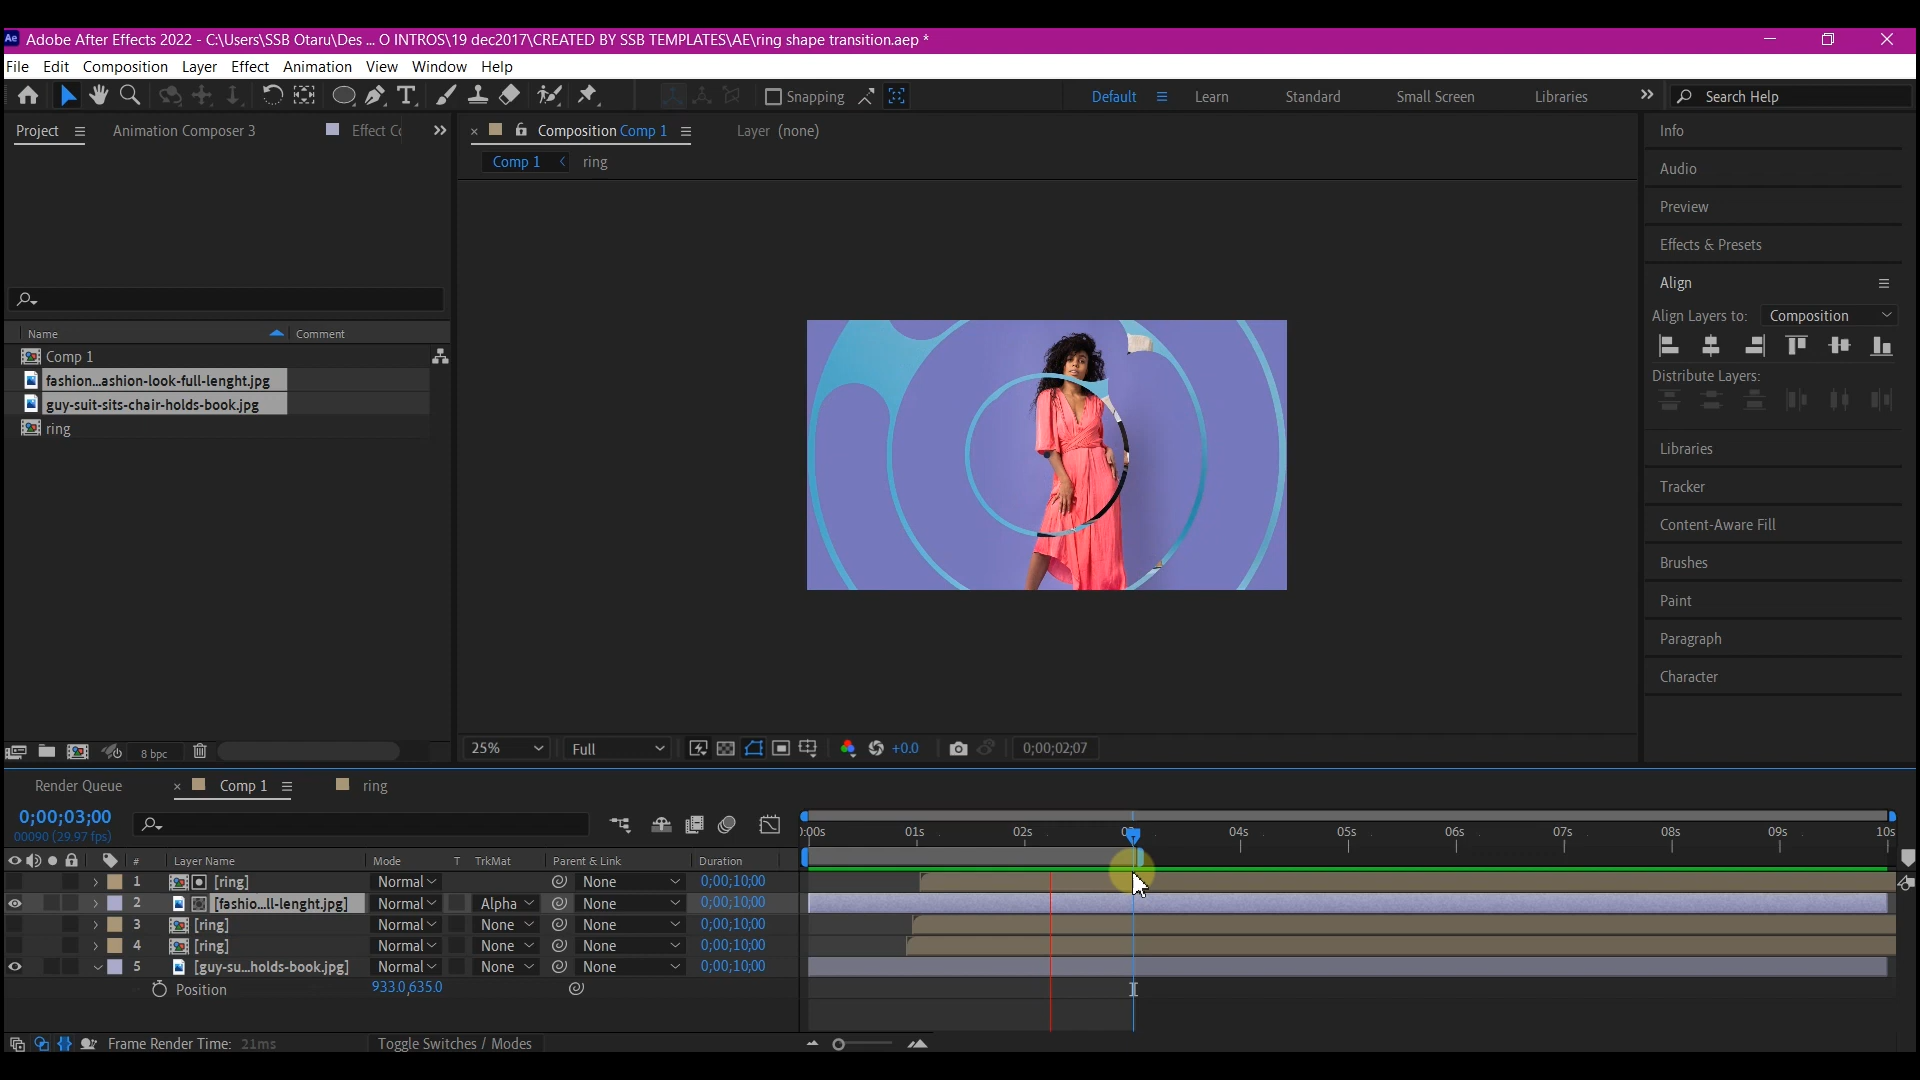 Ae Adobe After Effects 2022 - C:\Users\SSB Otaru\Des ... O INTROS\19 dec2017\CREATED BY SSB TEMPLATES\AE\ring shape transition.aep *
File Edit Composition Layer Effect Animation View Window Help
Snapping Default Learn Standard Small Screen Libraries Search Help
Project Animation Composer 3 Effect Cc
Composition Comp 1 Layer (none)
Comp 1 ring
Name Comment
Comp 1
fashion...ashion-look-full-lenght.jpg
guy-suit-sits-chair-holds-book.jpg
ring
Info
Audio
Preview
Effects & Presets
Align
Align Layers to: Composition
Distribute Layers:
Libraries
Tracker
Content-Aware Fill
Brushes
Paint
Paragraph
Character
8 bpc
25% Full +0.0 0;00;02;07
Render Queue Comp 1 ring
0;00;03;00
00090 (29.97 fps)
):00s 01s 02s 04s 05s 06s 07s 08s 09s 10s
# Layer Name Mode T TrkMat Parent & Link Duration
1 [ring] Normal None 0;00;10;00
2 [fashio...ll-lenght.jpg] Normal Alpha None 0;00;10;00
3 [ring] Normal None None 0;00;10;00
4 [ring] Normal None None 0;00;10;00
5 [guy-su...holds-book.jpg] Normal None None 0;00;10;00
Position 933.0,635.0
Frame Render Time: 21ms Toggle Switches / Modes